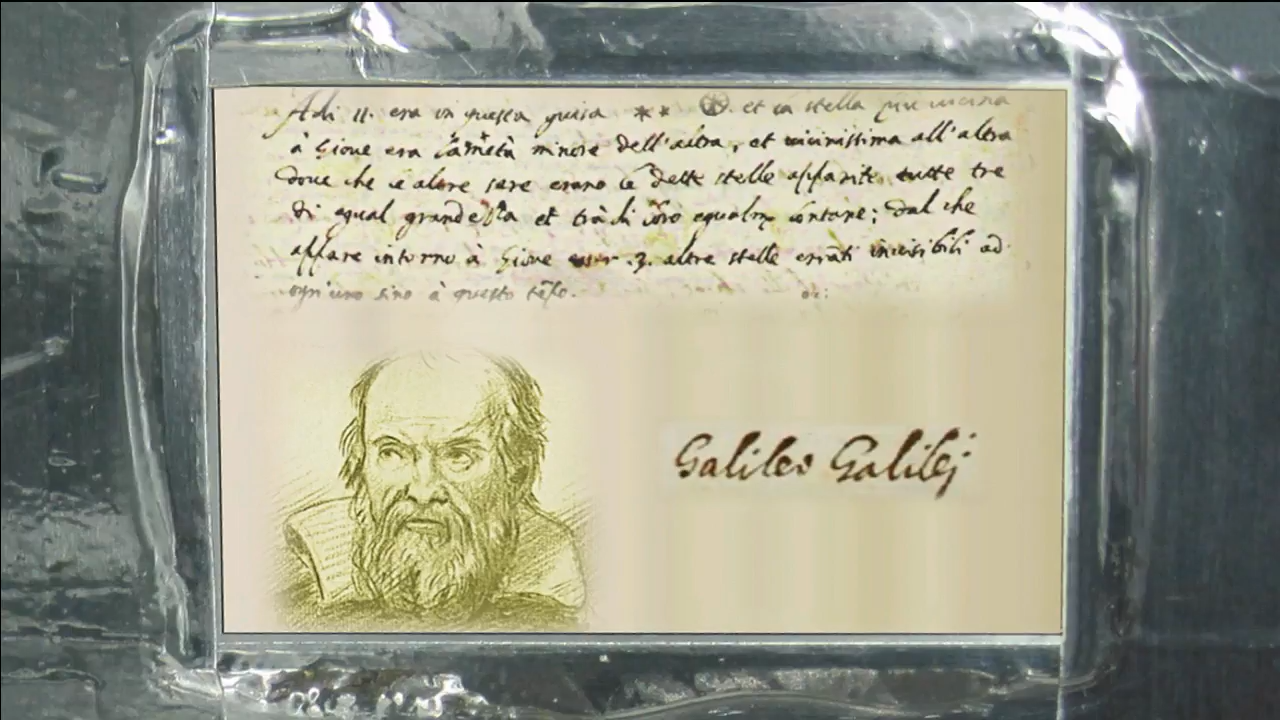 Adi 11. era in questa guisa ** et la stella più vicina
à Giove era la metà minore dell'altra, et vicinissima all'altra
dove che le altre sere erano le dette stelle apparite tutte tre
di egual grandezza et trà di loro egualm lontane; dal che
appare intorno à Giove esser .3. altre stelle erranti invisibili ad
ogn'uno sino à questo tẽpo.
Galileo Galilej